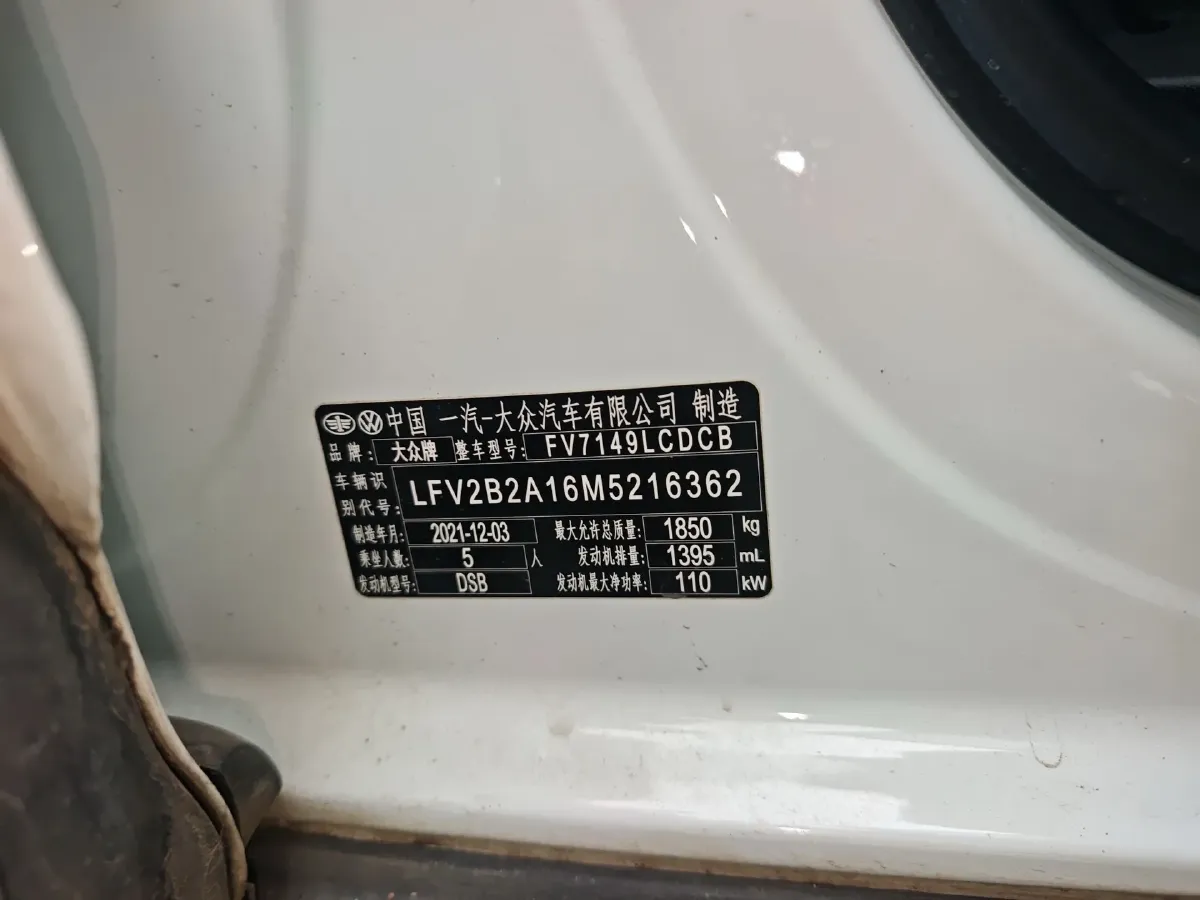 中国 一汽-大众汽车有限公司 制造
品牌: 大众牌 整车型号: FV7149LCDCB
车辆识别代号: LFV2B2A16M5216362
制造年月: 2021-12-03 最大允许总质量: 1850 kg
乘坐人数: 5 人 发动机排量: 1395 mL
发动机型号: DSB 发动机最大净功率: 110 kW